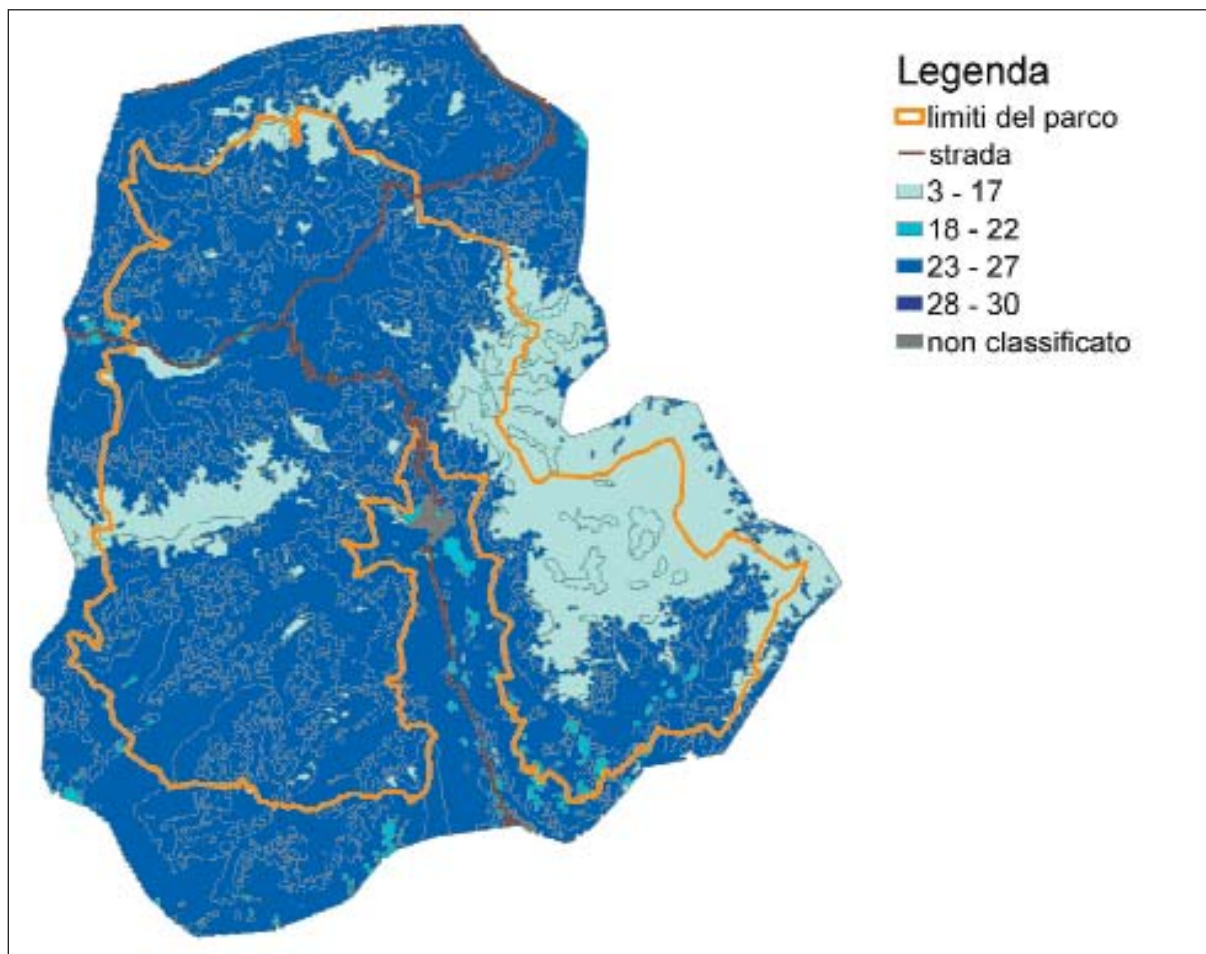 Legenda
limiti del parco
strada
3 - 17
18 - 22
23 - 27
28 - 30
non classificato